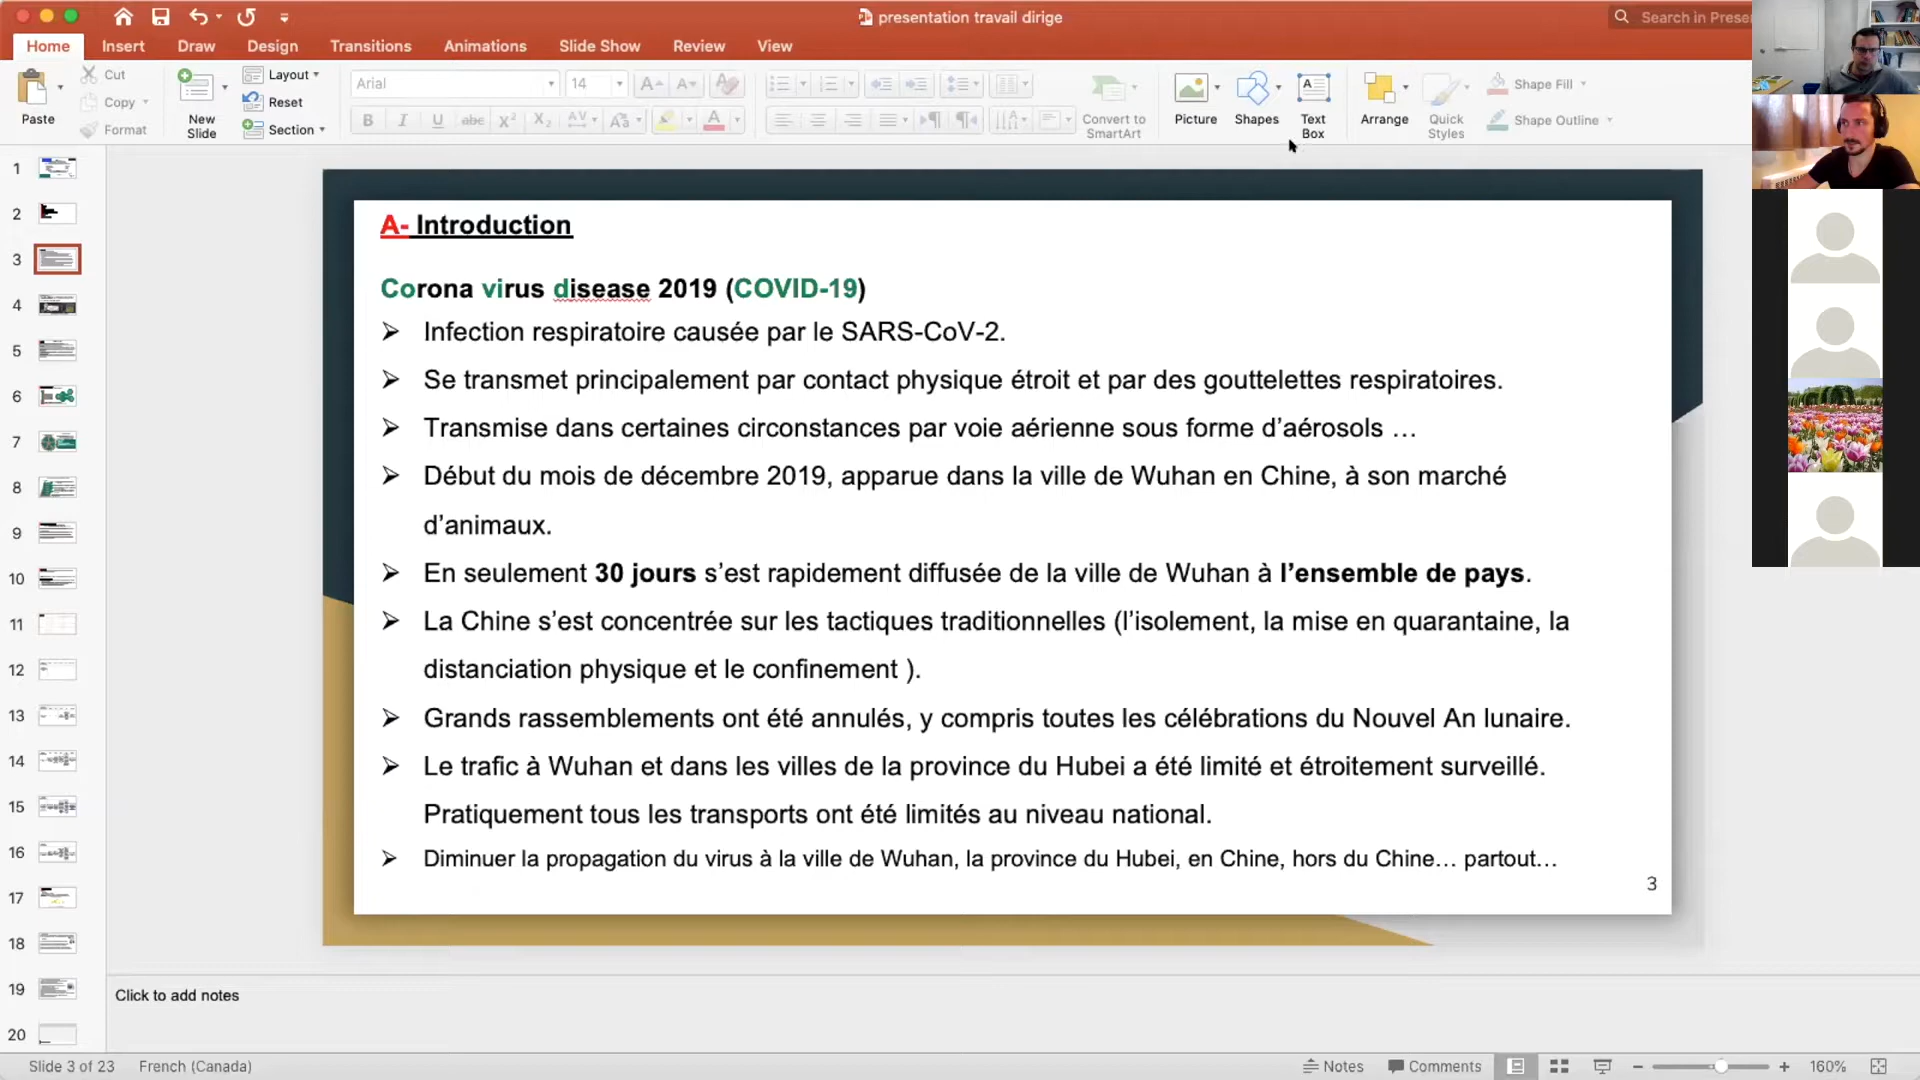 presentation travail dirige
Search in Prese
Home Insert Draw Design Transitions Animations Slide Show Review View
Paste
Cut
Copy
Format
New Slide
Layout
Reset
Section
Arial 14
Convert to SmartArt
Picture
Shapes
Text Box
Arrange
Quick Styles
Shape Fill
Shape Outline
1
2
3
4
5
6
7
8
9
10
11
12
13
14
15
16
17
18
19
20
A- Introduction
Corona virus disease 2019 (COVID-19)
➢ Infection respiratoire causée par le SARS-CoV-2.
➢ Se transmet principalement par contact physique étroit et par des gouttelettes respiratoires.
➢ Transmise dans certaines circonstances par voie aérienne sous forme d’aérosols …
➢ Début du mois de décembre 2019, apparue dans la ville de Wuhan en Chine, à son marché
d’animaux.
➢ En seulement 30 jours s’est rapidement diffusée de la ville de Wuhan à l’ensemble de pays.
➢ La Chine s’est concentrée sur les tactiques traditionnelles (l’isolement, la mise en quarantaine, la
distanciation physique et le confinement ).
➢ Grands rassemblements ont été annulés, y compris toutes les célébrations du Nouvel An lunaire.
➢ Le trafic à Wuhan et dans les villes de la province du Hubei a été limité et étroitement surveillé.
Pratiquement tous les transports ont été limités au niveau national.
➢ Diminuer la propagation du virus à la ville de Wuhan, la province du Hubei, en Chine, hors du Chine… partout…
3
Click to add notes
Slide 3 of 23 French (Canada) Notes Comments 160%